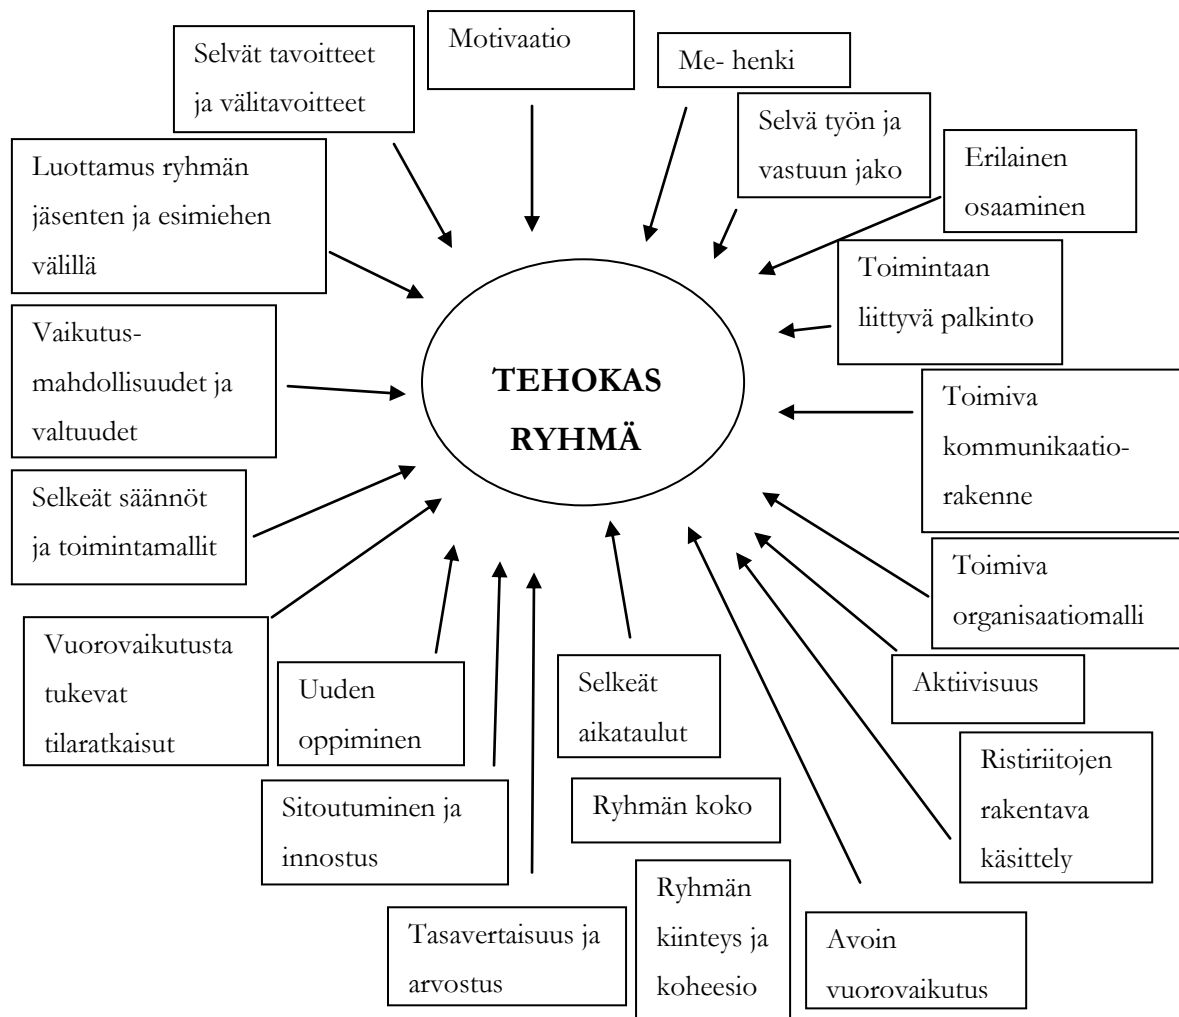 Motivaatio
Selvät tavoitteet
ja välitavoitteet
Me- henki
Selvä työn ja
vastuun jako
Luottamus ryhmän
jäsenten ja esimiehen
välillä
Erilainen
osaaminen
Toimintaan
liittyvä palkinto
Vaikutus-
mahdollisuudet ja
valtuudet
TEHOKAS
RYHMÄ
Toimiva
kommunikaatio-
rakenne
Selkeät säännöt
ja toimintamallit
Toimiva
organisaatiomalli
Vuorovaikutusta
tukevat
tilaratkaisut
Uuden
oppiminen
Selkeät
aikataulut
Aktiivisuus
Ristiriitojen
rakentava
käsittely
Sitoutuminen ja
innostus
Ryhmän koko
Ryhmän
kiinteys ja
koheesio
Tasavertaisuus ja
arvostus
Avoin
vuorovaikutus